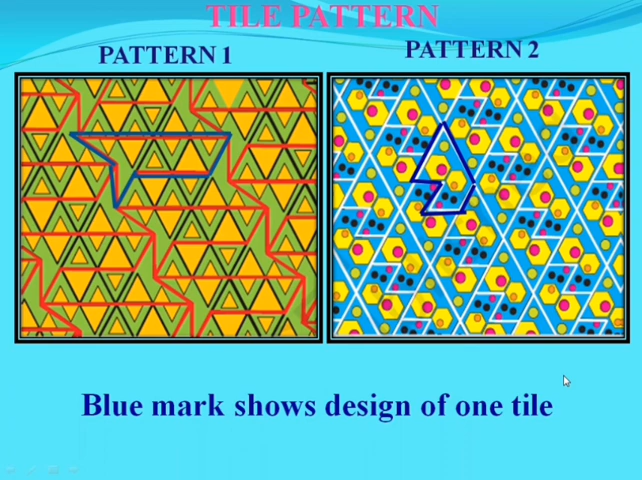 TILE PATTERN
PATTERN 1
PATTERN 2
Blue mark shows design of one tile